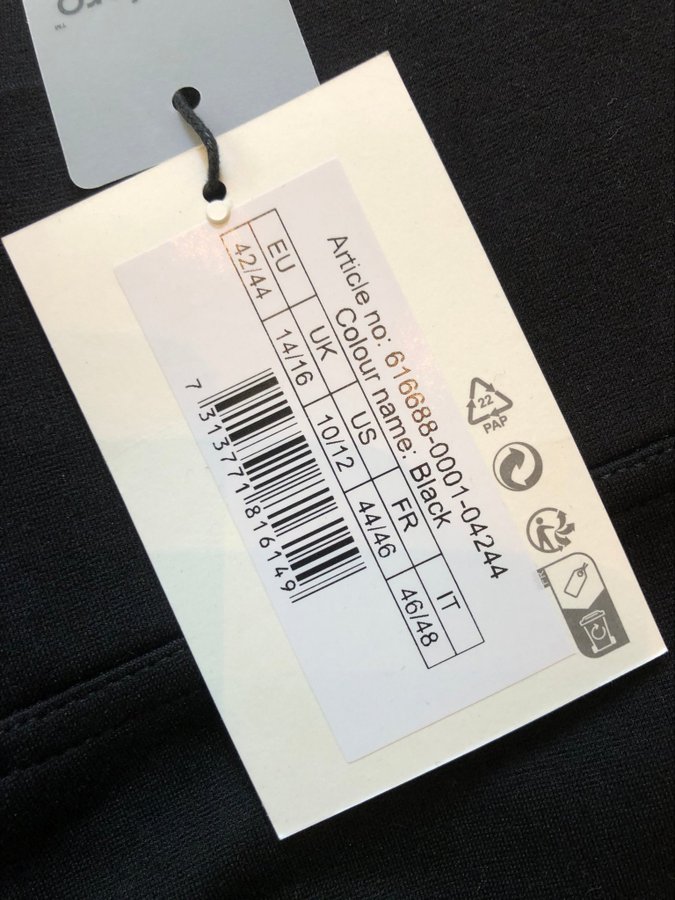 Article no: 616688-0001-04244
Colour name: Black
EU UK US FR IT
42/44 14/16 10/12 44/46 46/48
7 313771 816149
22
PAP